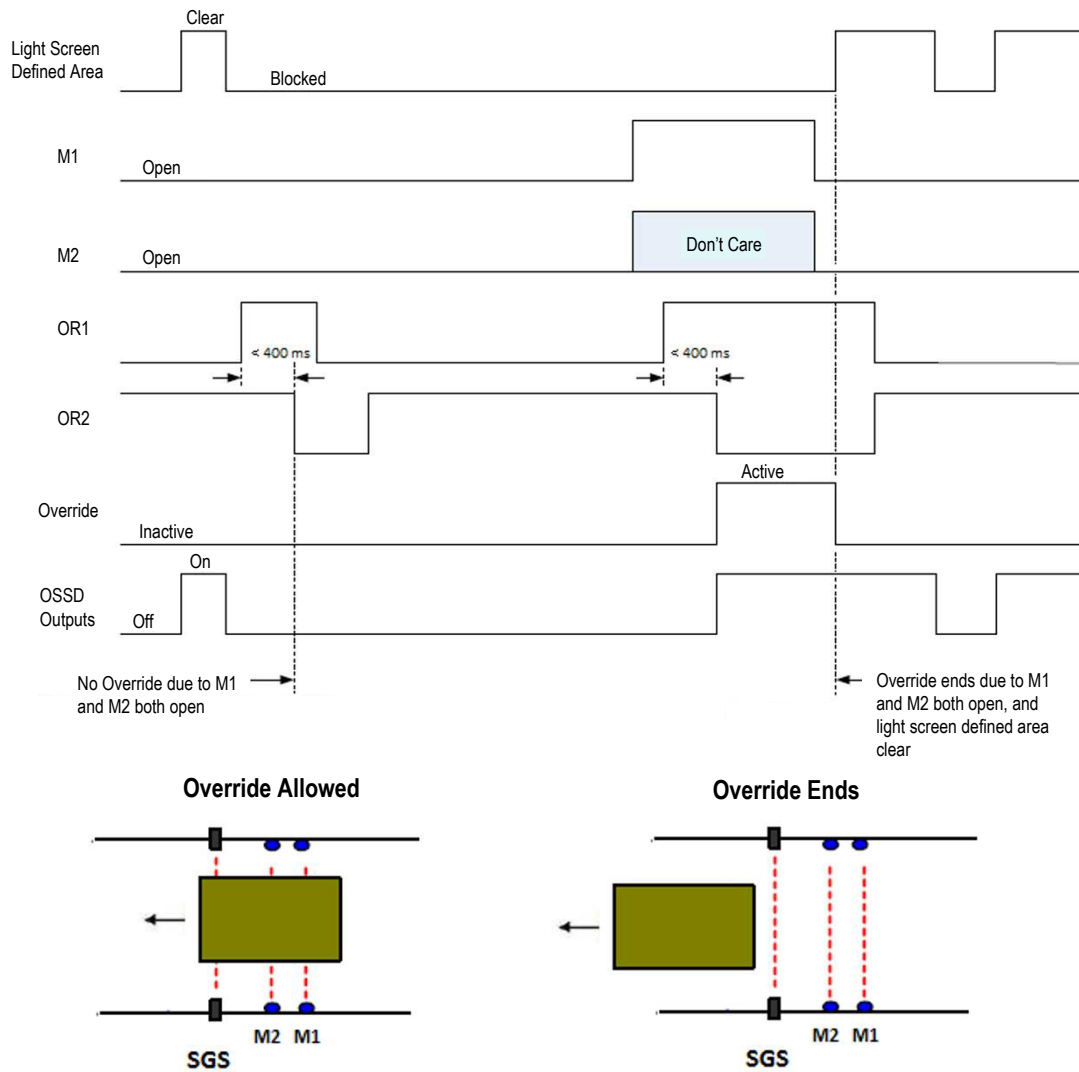 Clear
Light Screen
Defined Area
Blocked
M1
Open
M2
Open
Don't Care
OR1
< 400 ms
< 400 ms
OR2
Active
Override
Inactive
On
OSSD
Outputs
Off
No Override due to M1
and M2 both open
Override ends due to M1
and M2 both open, and
light screen defined area
clear
Override Allowed
Override Ends
M2
M1
SGS
M2
M1
SGS